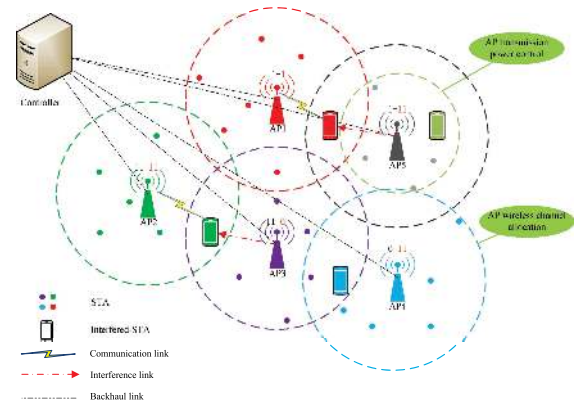 AP transmission
power control
Controller
AP1
AP5
AP2
AP wireless channel
allocation
AP3
AP4
STA
Interfered STA
Communication link
Interference link
Backhaul link